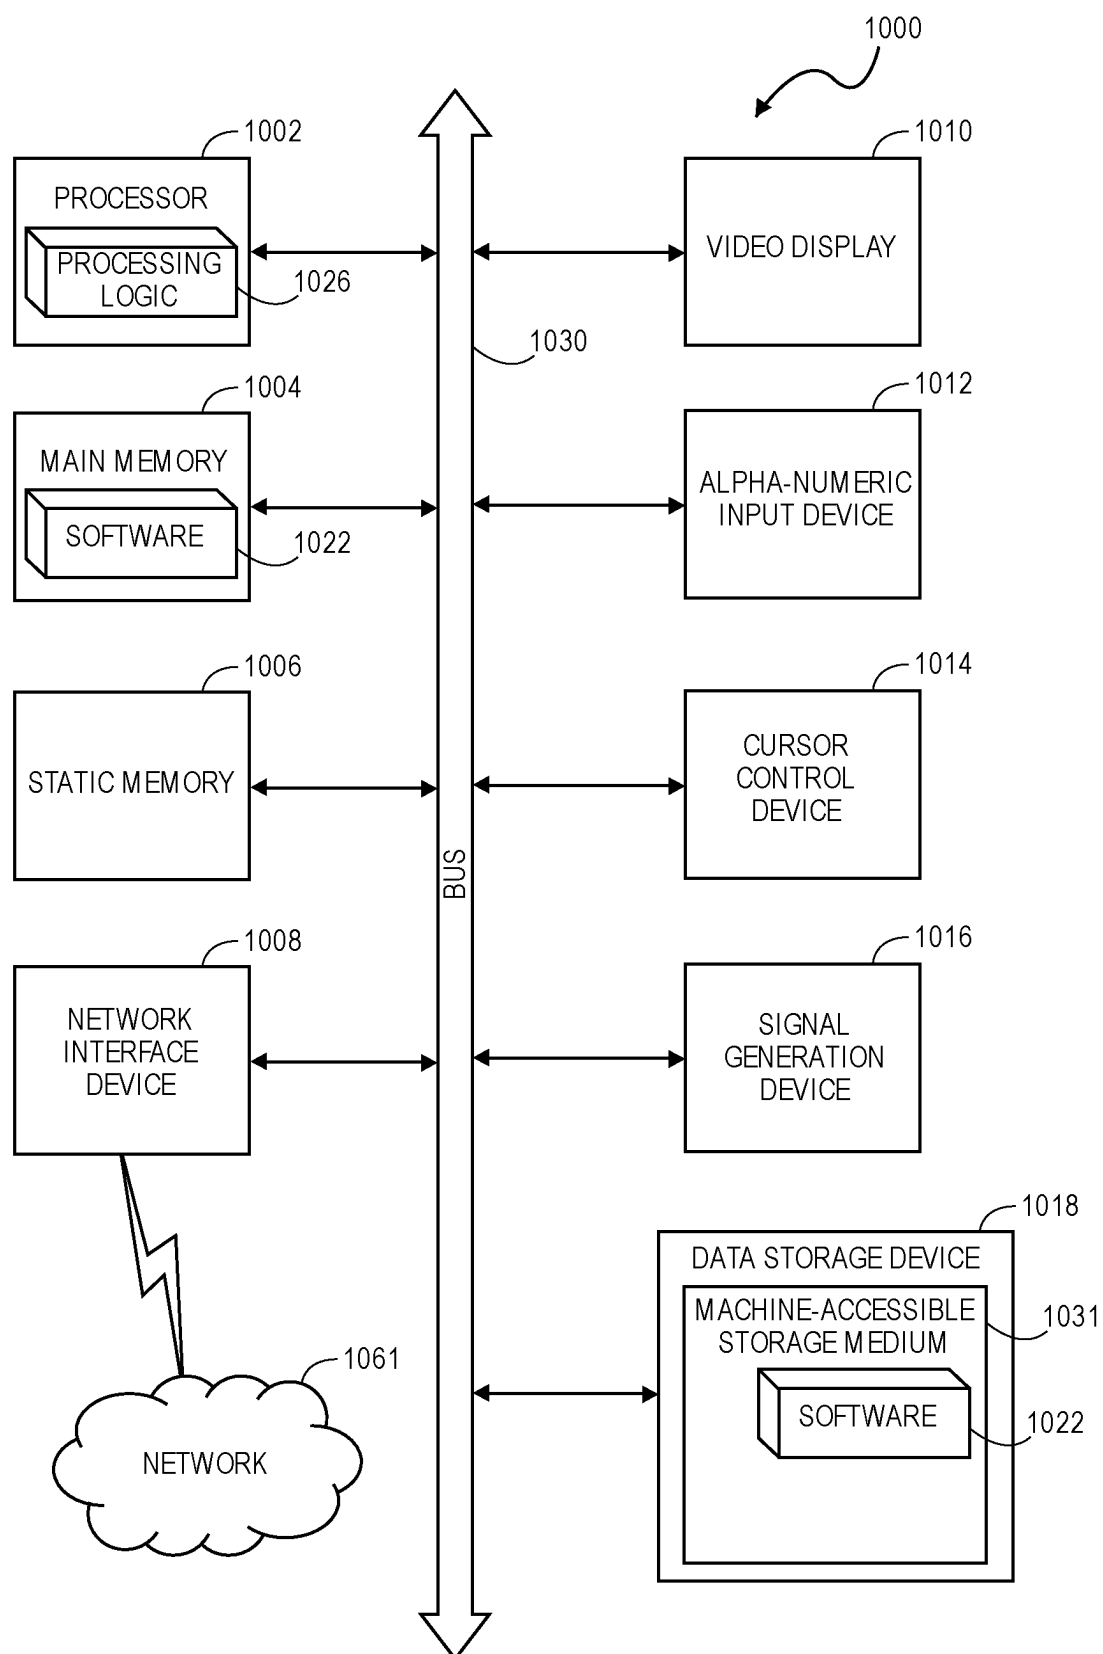 1000
1002
PROCESSOR
PROCESSING
LOGIC
1026
1010
VIDEO DISPLAY
1030
1004
MAIN MEMORY
SOFTWARE
1022
1012
ALPHA-NUMERIC
INPUT DEVICE
1006
STATIC MEMORY
1014
CURSOR
CONTROL
DEVICE
BUS
1008
NETWORK
INTERFACE
DEVICE
1016
SIGNAL
GENERATION
DEVICE
1018
DATA STORAGE DEVICE
MACHINE-ACCESSIBLE
STORAGE MEDIUM
1031
SOFTWARE
1022
1061
NETWORK